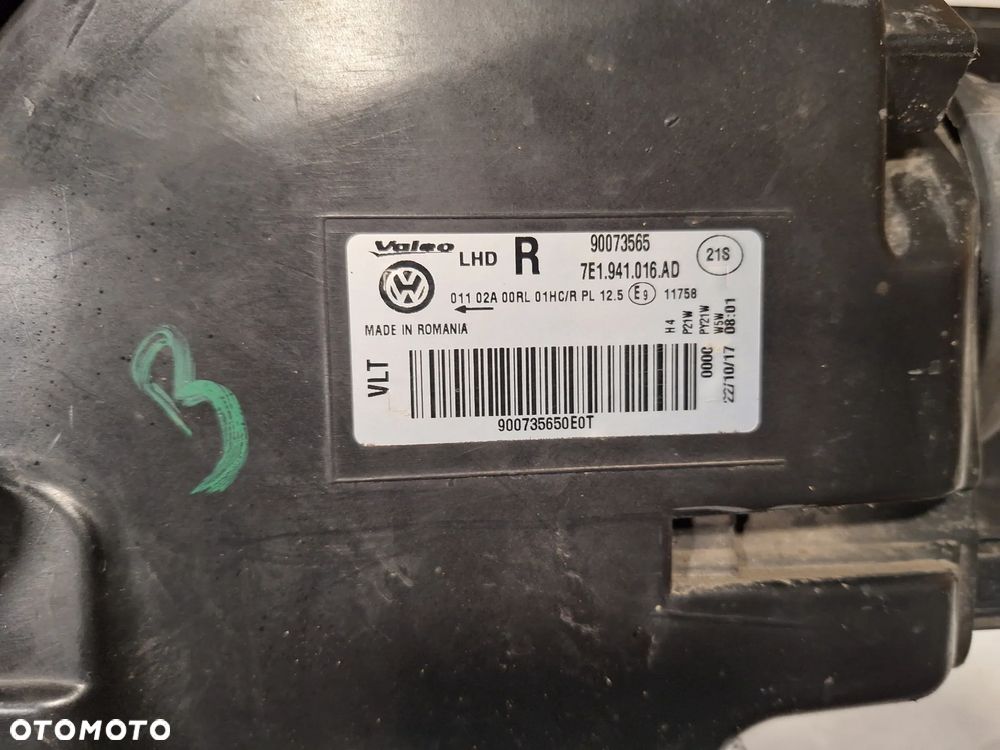 Valeo LHD R 90073565
7E1.941.016.AD 21S
011 02A 00RL 01HC/R PL 12.5 E9 11758
MADE IN ROMANIA
VLT
H4
P21W
PY21W
W5W
22/10/17 08:01
900735650E0T
3
OTOMOTO